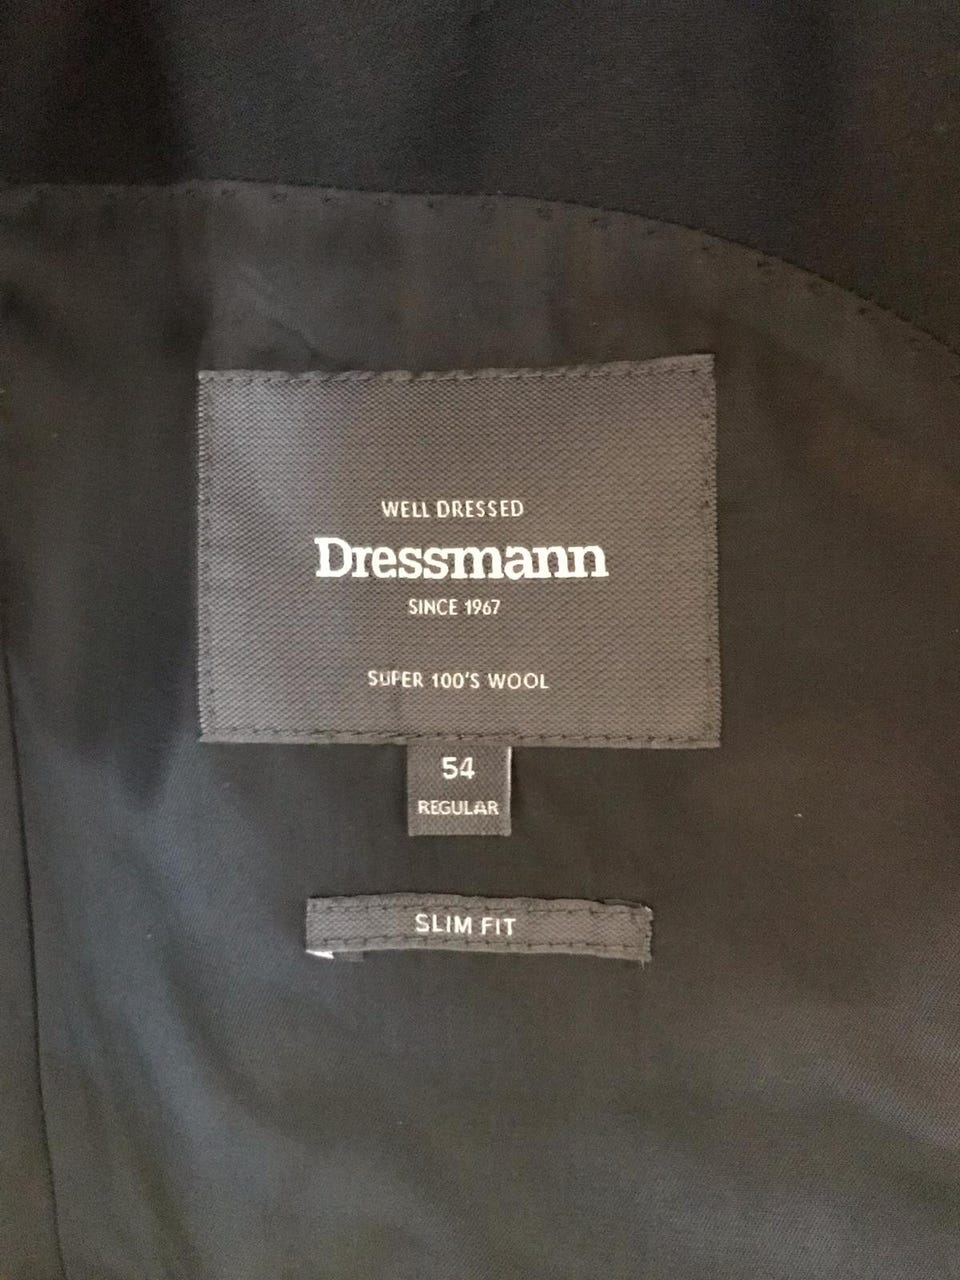 WELL DRESSED
Dressmann
SINCE 1967
SUPER 100'S WOOL
54
REGULAR
SLIM FIT